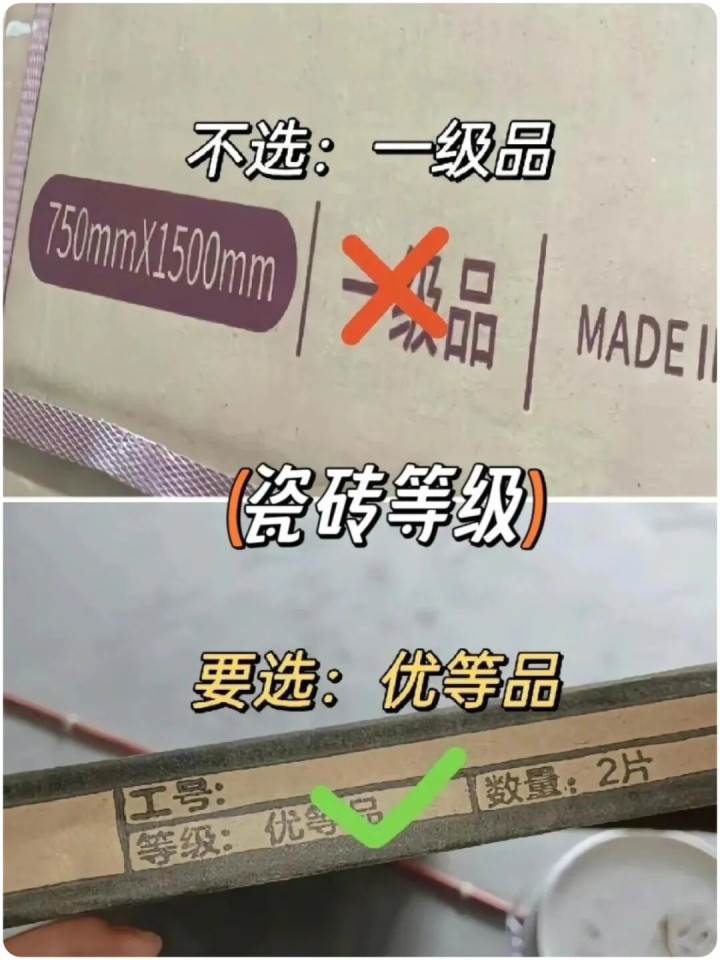 不选：一级品
750mmX1500mm
一级品
MADE I
(瓷砖等级)
要选：优等品
工号：
等级：优等品
数量：2片